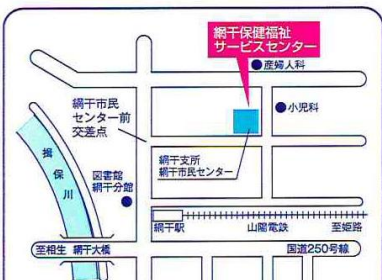 網干保健福祉
サービスセンター
産婦人科
小児科
網干市民
センター前
交差点
網干支所
網干市民センター
揖保川
図書館
網干分館
網干駅
山陽電鉄
至姫路
至相生
網干大橋
国道250号線